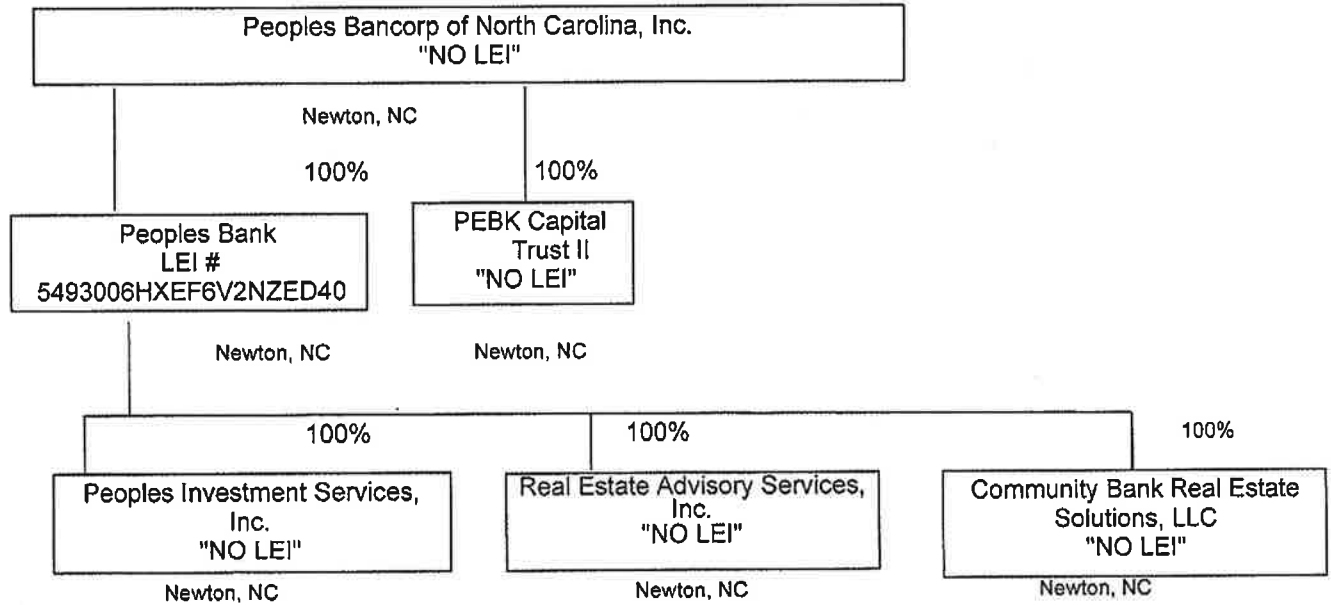 Peoples Bancorp of North Carolina, Inc.
"NO LEI"
Newton, NC
100%
100%
Peoples Bank
LEI #
5493006HXEF6V2NZED40
PEBK Capital
Trust II
"NO LEI"
Newton, NC
Newton, NC
100%
100%
100%
Peoples Investment Services,
Inc.
"NO LEI"
Real Estate Advisory Services,
Inc.
"NO LEI"
Community Bank Real Estate
Solutions, LLC
"NO LEI"
Newton, NC
Newton, NC
Newton, NC